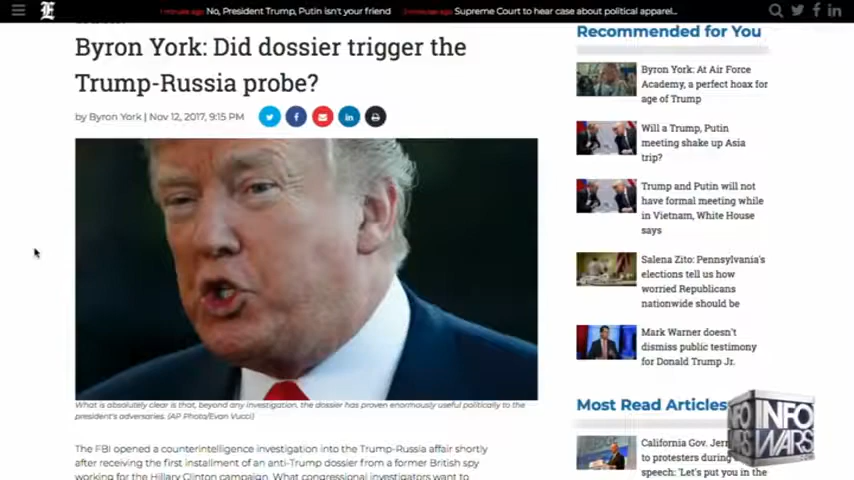 1 minute ago No, President Trump, Putin isn't your friend
Supreme Court to hear case about political apparel...
Byron York: Did dossier trigger the
Trump-Russia probe?
by Byron York | Nov 12, 2017, 9:15 PM
What is absolutely clear is that, beyond any investigation, the dossier has proven enormously useful politically to the
president's adversaries. (AP Photo/Evan Vucci)
The FBI opened a counterintelligence investigation into the Trump-Russia affair shortly
after receiving the first installment of an anti-Trump dossier from a former British spy
working for the Hillary Clinton campaign. What congressional investigators want to
Recommended for You
Byron York: At Air Force
Academy, a perfect hoax for
age of Trump
Will a Trump, Putin
meeting shake up Asia
trip?
Trump and Putin will not
have formal meeting while
in Vietnam, White House
says
Salena Zito: Pennsylvania's
elections tell us how
worried Republicans
nationwide should be
Mark Warner doesn't
dismiss public testimony
for Donald Trump Jr.
Most Read Articles
California Gov. Jerr
to protesters during
speech: 'Let's put you in the
INFO
WARS